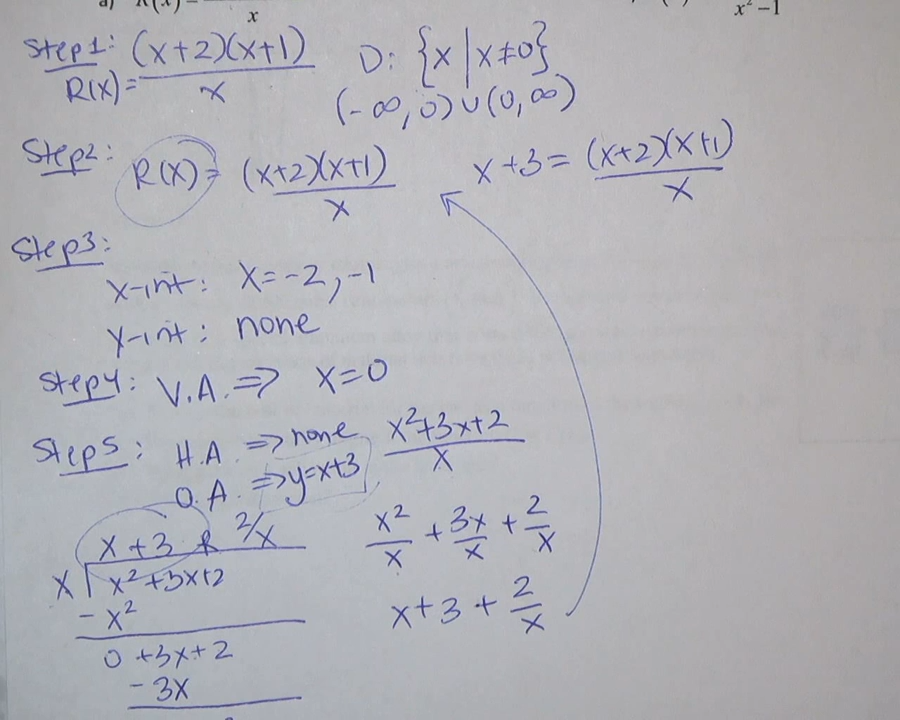 a) R(x) = x
x² - 1
Step 1: R(x) = (x+2)(x+1) / x D: {x | x≠0}
(-∞, 0) ∪ (0, ∞)
Step 2: R(x) = (x+2)(x+1) / x x + 3 = (x+2)(x+1) / x
Step 3:
x-int: x = -2, -1
y-int: none
Step 4: V.A. => x = 0
Step 5: H.A. => none x²+3x+2 / x
O.A. => y=x+3
x + 3 R 2/x
x x²+3x+2
- x²
0 +3x+2
- 3x
x²/x + 3x/x + 2/x
x + 3 + 2/x